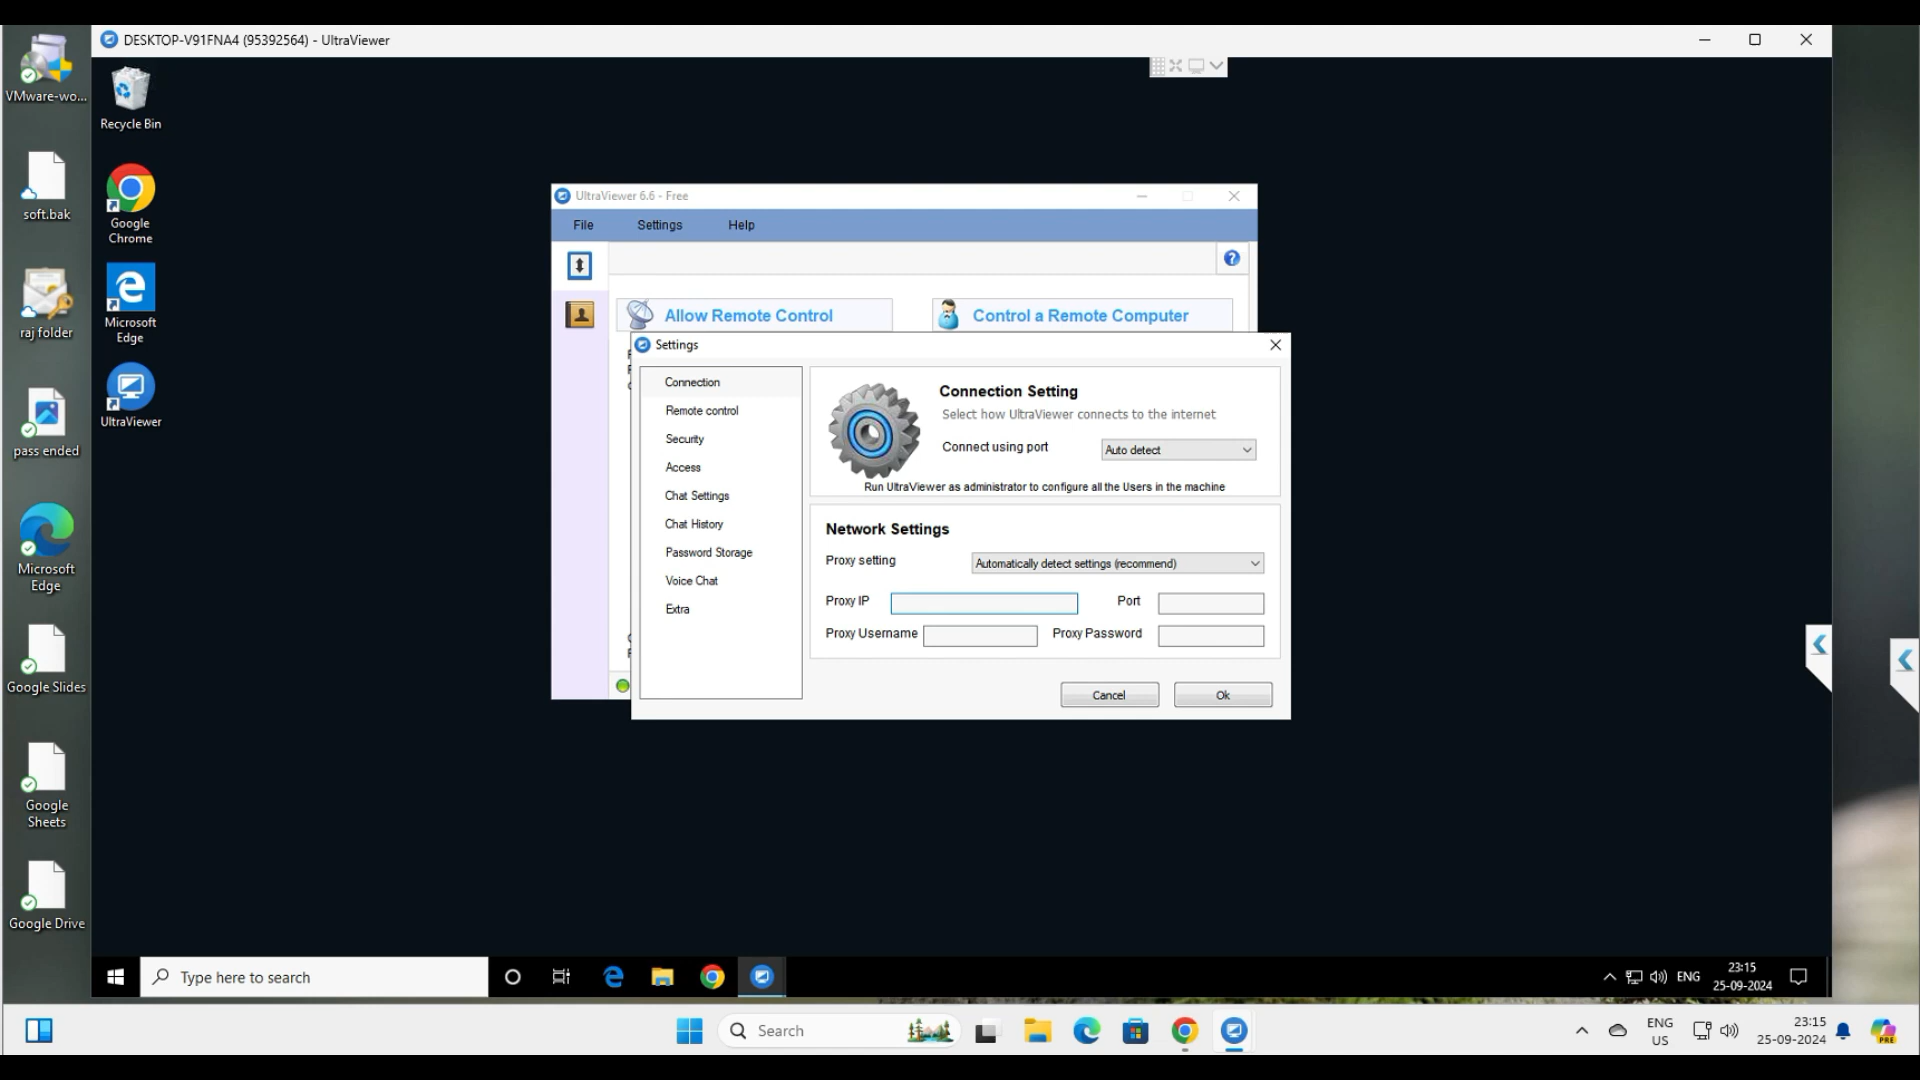 DESKTOP-V91FNA4 (95392564) - UltraViewer
VMware-wo...
soft.bak
raj folder
pass ended
Microsoft
Edge
Google Slides
Google
Sheets
Google Drive
Recycle Bin
Google
Chrome
Microsoft
Edge
UltraViewer
UltraViewer 6.6 - Free
File
Settings
Help
Allow Remote Control
Control a Remote Computer
Settings
Connection
Remote control
Security
Access
Chat Settings
Chat History
Password Storage
Voice Chat
Extra
Connection Setting
Select how UltraViewer connects to the internet
Connect using port
Auto detect
Run UltraViewer as administrator to configure all the Users in the machine
Network Settings
Proxy setting
Automatically detect settings (recommend)
Proxy IP
Port
Proxy Username
Proxy Password
Cancel
Ok
Type here to search
ENG
23:15
25-09-2024
Search
ENG
US
23:15
25-09-2024
PRE